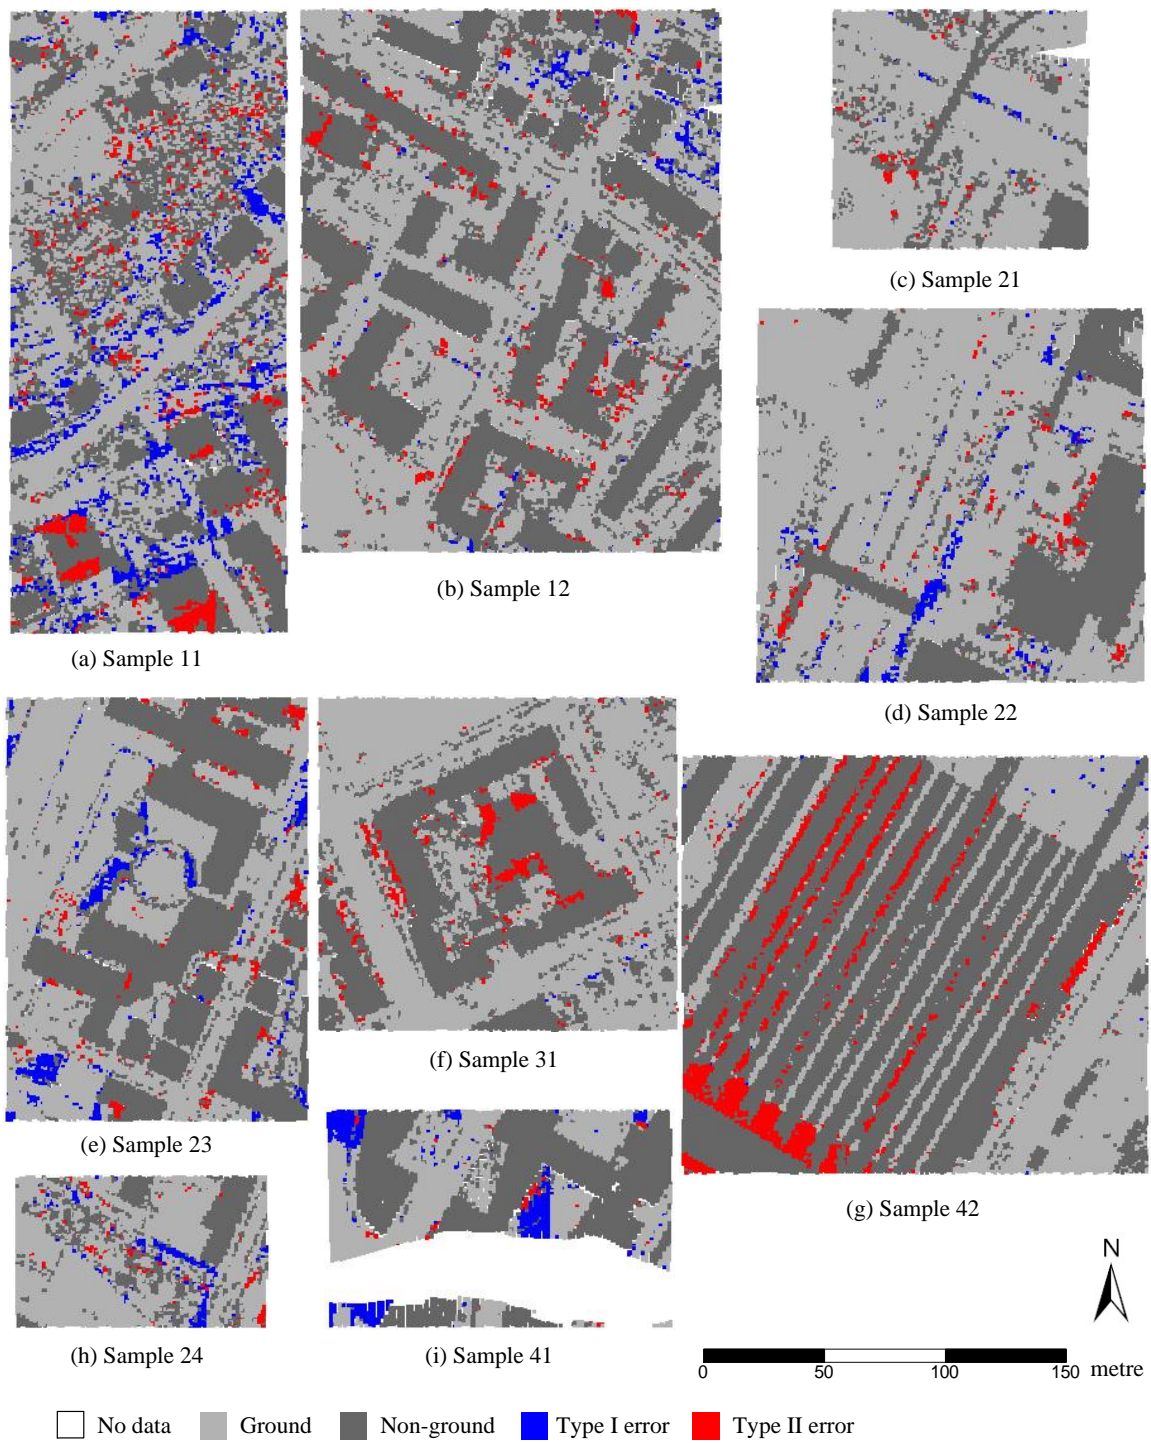 (c) Sample 21
(b) Sample 12
(a) Sample 11
(d) Sample 22
(f) Sample 31
(e) Sample 23
(g) Sample 42
N
(h) Sample 24
(i) Sample 41
0 50 100 150 metre
No data Ground Non-ground Type I error Type II error